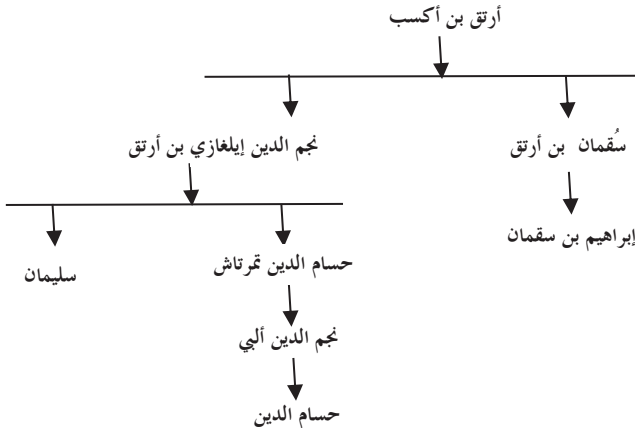 أرتق بن أكسب
سُقمان بن أرتق
نجم الدين إيلغازي بن أرتق
إبراهيم بن سقمان
حسام الدين تمرتاش
سليمان
نجم الدين ألبي
حسام الدين